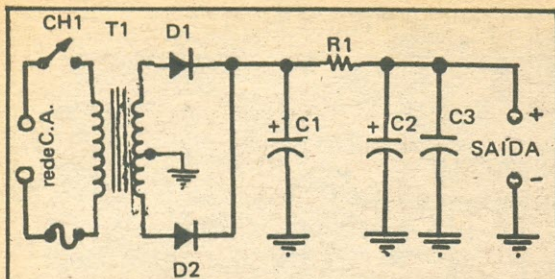 CH1
T1
D1
R1
rede C.A.
+
C1
+
C2
C3
+
SAÍDA
-
D2